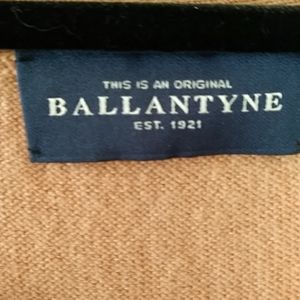 THIS IS AN ORIGINAL
BALLANTYNE
EST. 1921